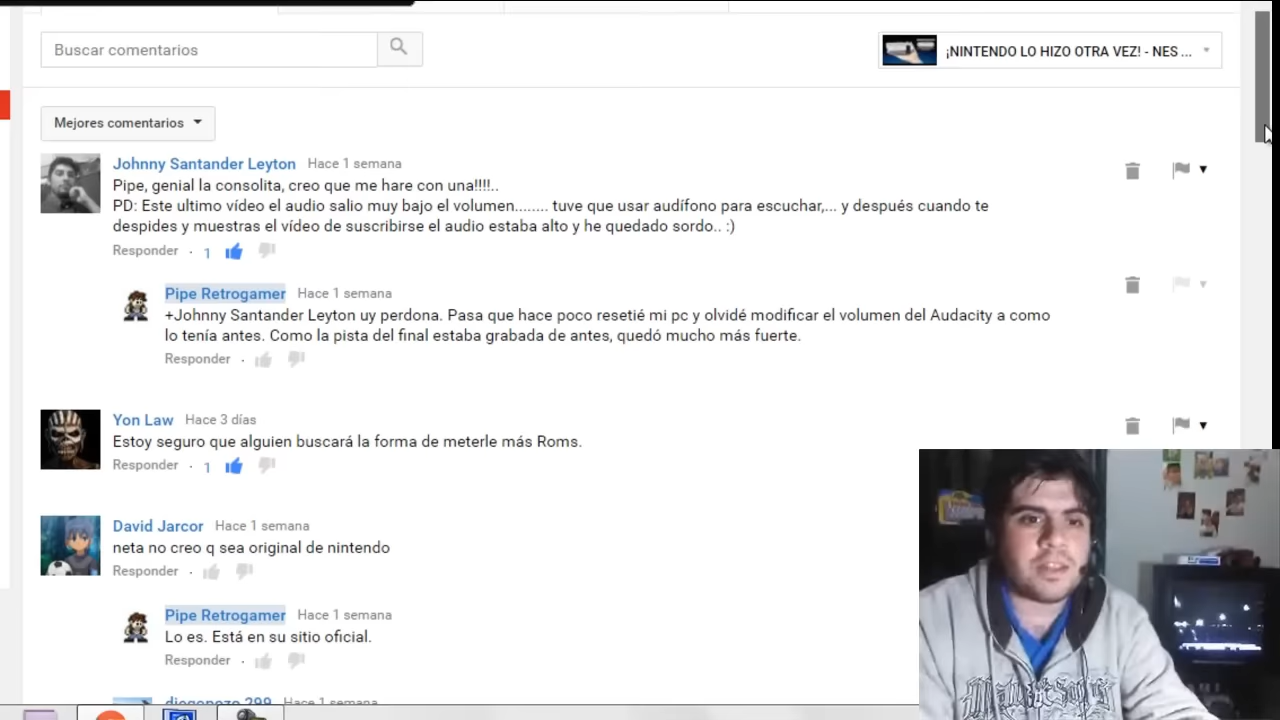 Buscar comentarios
¡NINTENDO LO HIZO OTRA VEZ! - NES ...
Mejores comentarios
Johnny Santander Leyton Hace 1 semana
Pipe, genial la consolita, creo que me hare con una!!!!..
PD: Este ultimo vídeo el audio salio muy bajo el volumen........ tuve que usar audífono para escuchar,... y después cuando te
despides y muestras el vídeo de suscribirse el audio estaba alto y he quedado sordo.. :)
Responder · 1
Pipe Retrogamer Hace 1 semana
+Johnny Santander Leyton uy perdona. Pasa que hace poco resetié mi pc y olvidé modificar el volumen del Audacity a como
lo tenía antes. Como la pista del final estaba grabada de antes, quedó mucho más fuerte.
Responder ·
Yon Law Hace 3 días
Estoy seguro que alguien buscará la forma de meterle más Roms.
Responder · 1
David Jarcor Hace 1 semana
neta no creo q sea original de nintendo
Responder ·
Pipe Retrogamer Hace 1 semana
Lo es. Está en su sitio oficial.
Responder ·
Hace 1 semana